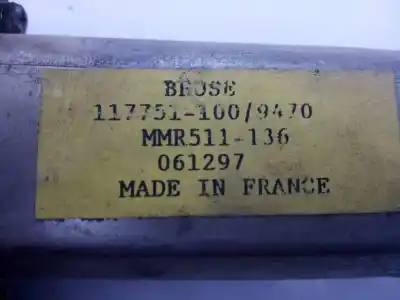 BROSE
117751-100/9470
MMR511-136
061297
MADE IN FRANCE